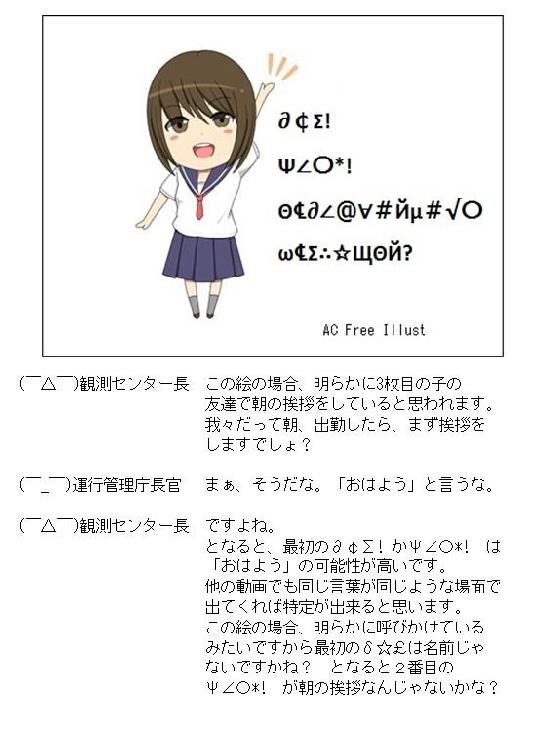 ∂¢Σ!
Ψ∠〇*!
Θ₠∂∠@∀#Йμ#√〇
ω₠Σ∴☆ЩΘЙ?
AC Free Illust
(￣△￣)観測センター長　この絵の場合、明らかに3枚目の子の
友達で朝の挨拶をしていると思われます。
我々だって朝、出勤したら、まず挨拶を
しますでしょ？
(￣_￣)運行管理庁長官　まぁ、そうだな。「おはよう」と言うな。
(￣△￣)観測センター長　ですよね。
となると、最初の∂￠Σ！かΨ∠〇*!　は
「おはよう」の可能性が高いです。
他の動画でも同じ言葉が同じような場面で
出てくれば特定が出来ると思います。
この絵の場合、明らかに呼びかけている
みたいですから最初のδ☆£は名前じゃ
ないですかね？　となると２番目の
Ψ∠〇*!　が朝の挨拶なんじゃないかな？